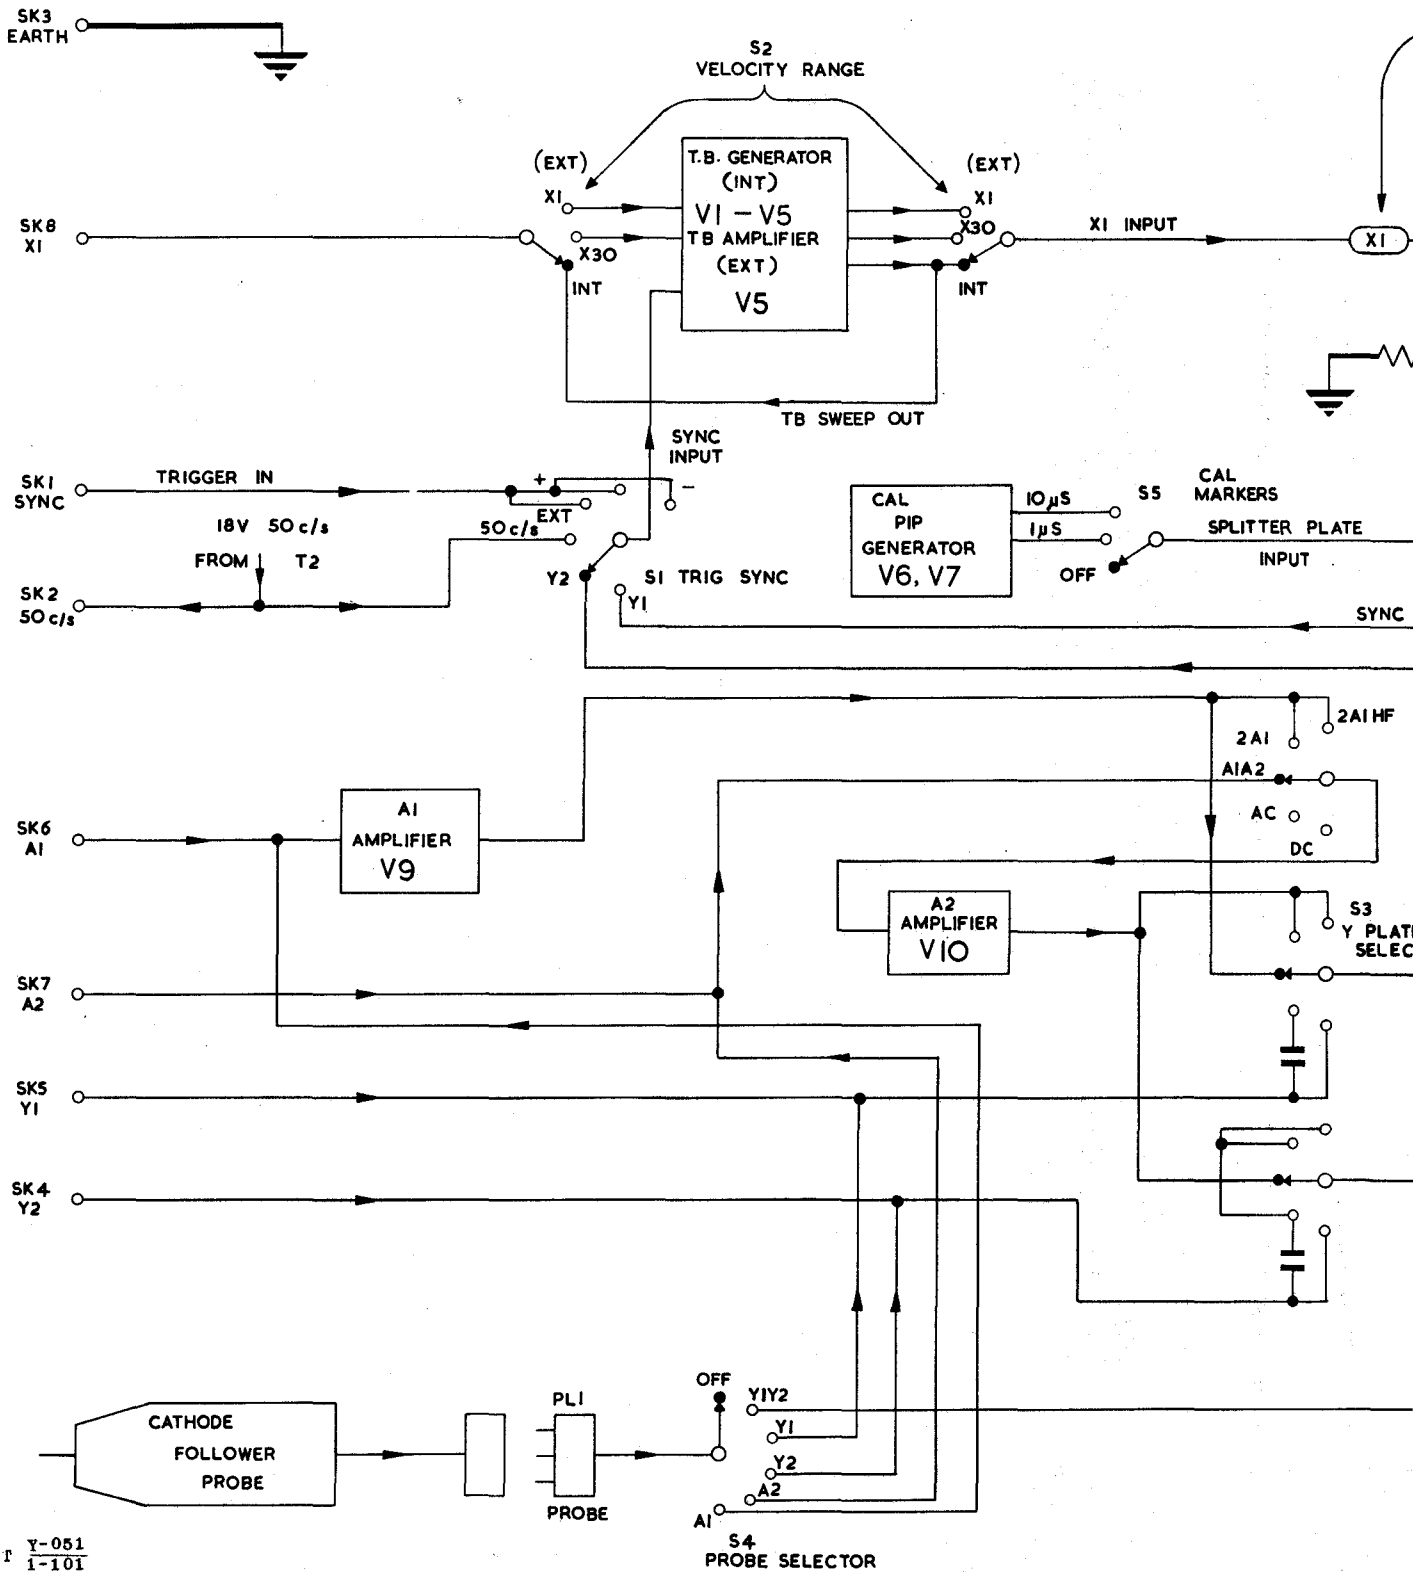 SK3
EARTH
S2
VELOCITY RANGE
(EXT)
X1
X30
INT
T.B. GENERATOR
(INT)
V1 - V5
TB AMPLIFIER
(EXT)
V5
(EXT)
X1
X30
INT
SK8
X1
X1 INPUT
X1
TB SWEEP OUT
SYNC
INPUT
SK1
SYNC
TRIGGER IN
+
-
EXT
50c/s
18V 50c/s
FROM T2
SK2
50c/s
Y2
S1 TRIG SYNC
Y1
CAL
PIP
GENERATOR
V6, V7
10µS
1µS
OFF
S5
CAL
MARKERS
SPLITTER PLATE
INPUT
SYNC
2A1HF
2A1
A1A2
AC
DC
SK6
A1
A1
AMPLIFIER
V9
A2
AMPLIFIER
V10
S3
Y PLAT
SELEC
SK7
A2
SK5
Y1
SK4
Y2
CATHODE
FOLLOWER
PROBE
PL1
PROBE
OFF
Y1Y2
Y1
Y2
A2
A1
S4
PROBE SELECTOR
T Y-051
1-101